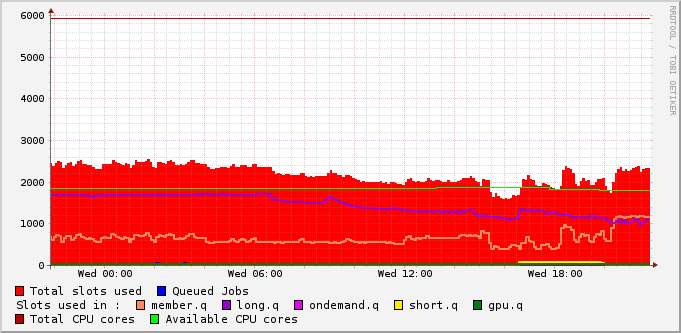 RRDTOOL / TOBI OETIKER
6000
5000
4000
3000
2000
1000
0
Wed 00:00 Wed 06:00 Wed 12:00 Wed 18:00
Total slots used Queued Jobs
Slots used in : member.q long.q ondemand.q short.q gpu.q
Total CPU cores Available CPU cores